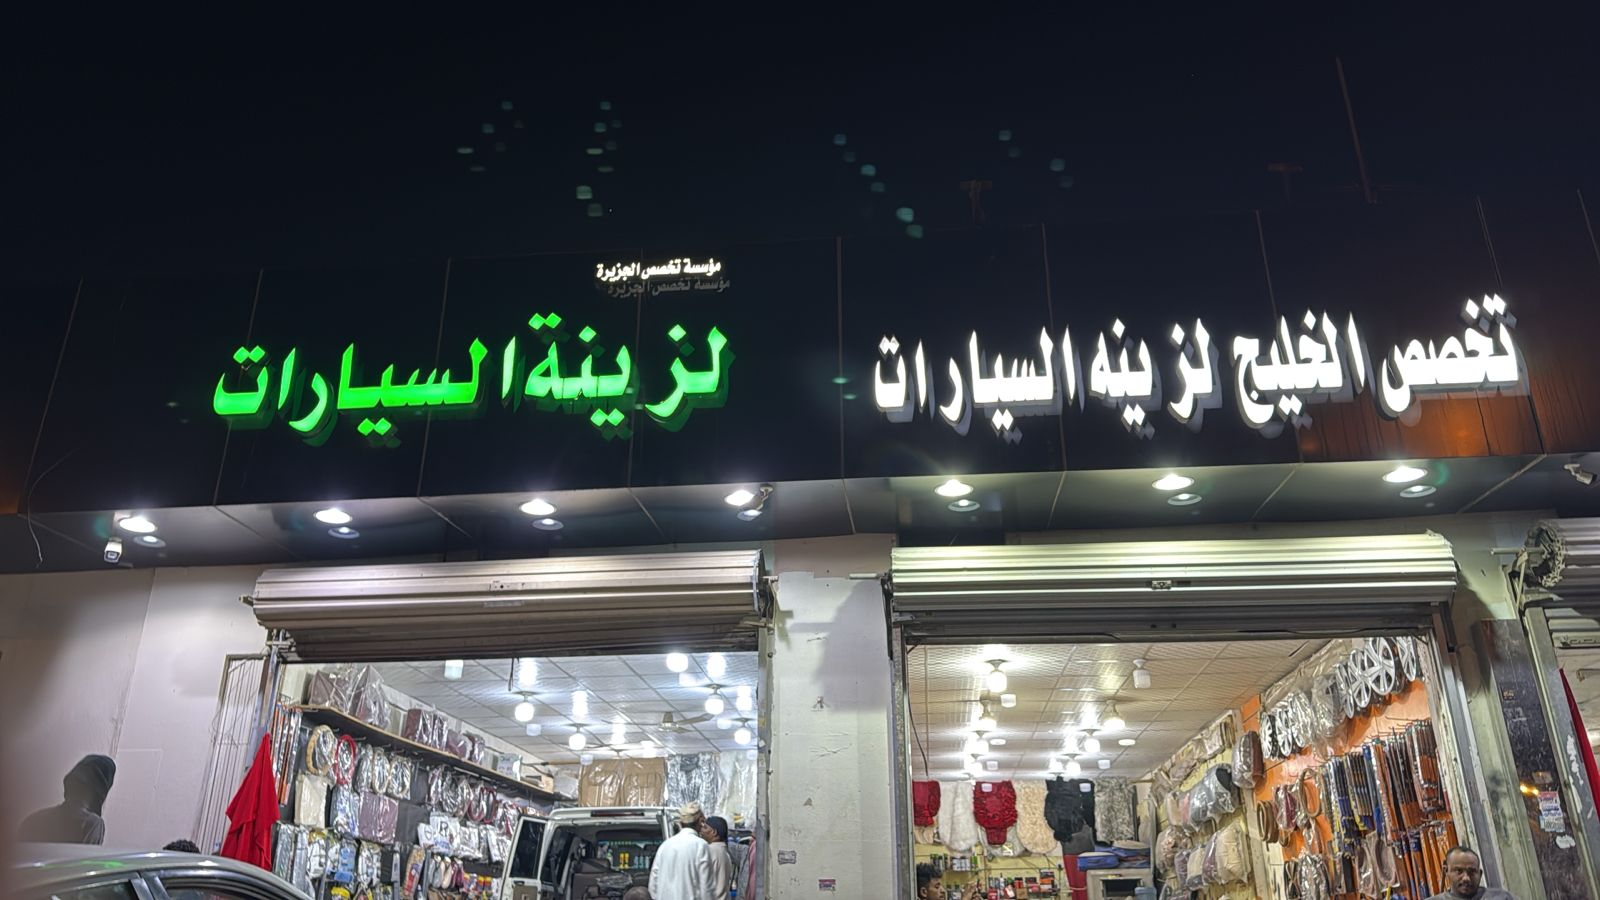 تخصص الخليج لزينه السيارات
مؤسسة تخصص الجزيرة
لزينة السيارات